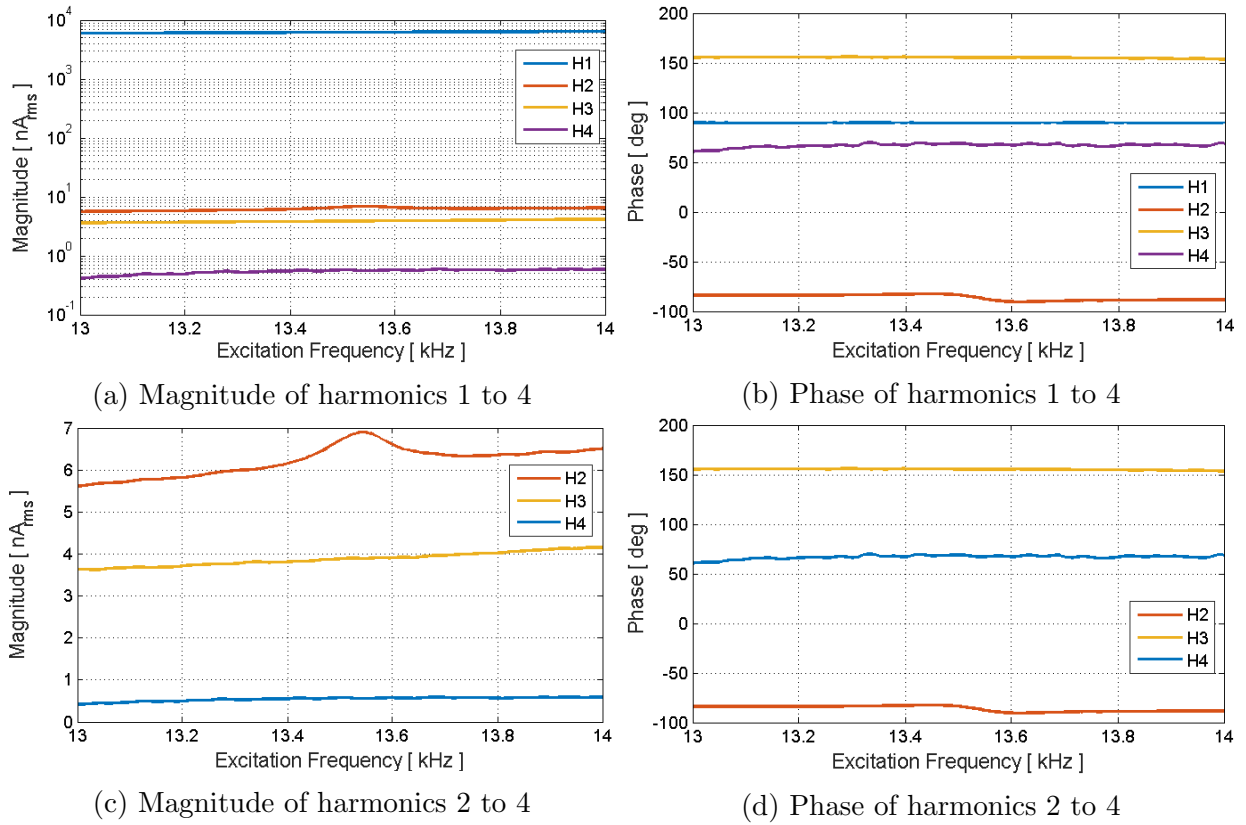 10^4
10^3
10^2
10^1
10^0
10^1
Magnitude [ nA_rms ]
H1
H2
H3
H4
13 13.2 13.4 13.6 13.8 14
Excitation Frequency [ kHz ]
(a) Magnitude of harmonics 1 to 4
200
150
100
50
0
-50
-100
Phase [ deg ]
H1
H2
H3
H4
13 13.2 13.4 13.6 13.8 14
Excitation Frequency [ kHz ]
(b) Phase of harmonics 1 to 4
7
6
5
4
3
2
1
0
Magnitude [ nA_rms ]
H2
H3
H4
13 13.2 13.4 13.6 13.8 14
Excitation Frequency [ kHz ]
(c) Magnitude of harmonics 2 to 4
200
150
100
50
0
-50
-100
Phase [ deg ]
H2
H3
H4
13 13.2 13.4 13.6 13.8 14
Excitation Frequency [ kHz ]
(d) Phase of harmonics 2 to 4